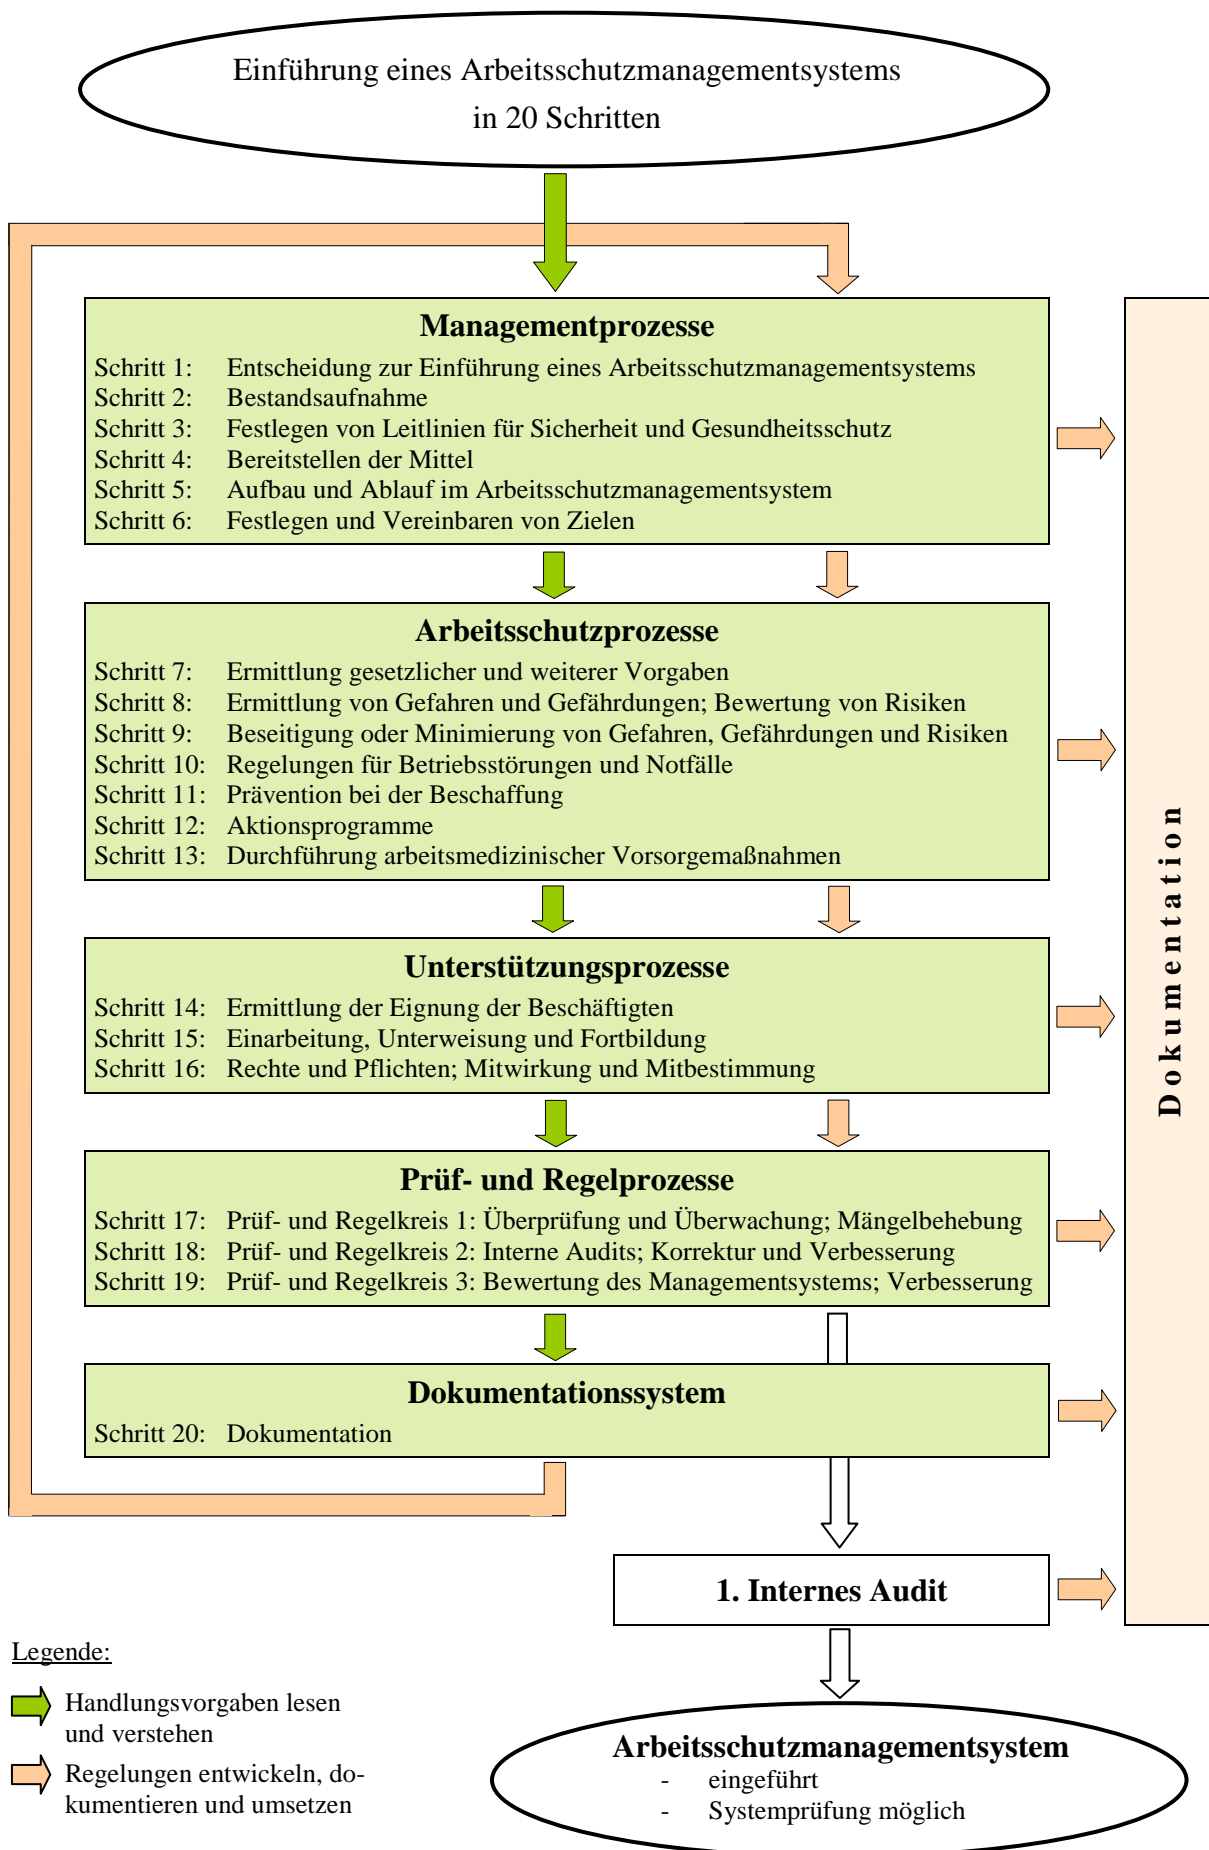 Einführung eines Arbeitsschutzmanagementsystems
in 20 Schritten
Managementprozesse
Schritt 1: Entscheidung zur Einführung eines Arbeitsschutzmanagementsystems
Schritt 2: Bestandsaufnahme
Schritt 3: Festlegen von Leitlinien für Sicherheit und Gesundheitsschutz
Schritt 4: Bereitstellen der Mittel
Schritt 5: Aufbau und Ablauf im Arbeitsschutzmanagementsystem
Schritt 6: Festlegen und Vereinbaren von Zielen
Arbeitsschutzprozesse
Schritt 7: Ermittlung gesetzlicher und weiterer Vorgaben
Schritt 8: Ermittlung von Gefahren und Gefährdungen; Bewertung von Risiken
Schritt 9: Beseitigung oder Minimierung von Gefahren, Gefährdungen und Risiken
Schritt 10: Regelungen für Betriebsstörungen und Notfälle
Schritt 11: Prävention bei der Beschaffung
Schritt 12: Aktionsprogramme
Schritt 13: Durchführung arbeitsmedizinischer Vorsorgemaßnahmen
Unterstützungsprozesse
Schritt 14: Ermittlung der Eignung der Beschäftigten
Schritt 15: Einarbeitung, Unterweisung und Fortbildung
Schritt 16: Rechte und Pflichten; Mitwirkung und Mitbestimmung
Prüf- und Regelprozesse
Schritt 17: Prüf- und Regelkreis 1: Überprüfung und Überwachung; Mängelbehebung
Schritt 18: Prüf- und Regelkreis 2: Interne Audits; Korrektur und Verbesserung
Schritt 19: Prüf- und Regelkreis 3: Bewertung des Managementsystems; Verbesserung
Dokumentationssystem
Schritt 20: Dokumentation
Dokumentation
1. Internes Audit
Legende:
Handlungsvorgaben lesen
und verstehen
Regelungen entwickeln, do-
kumentieren und umsetzen
Arbeitsschutzmanagementsystem
- eingeführt
- Systemprüfung möglich